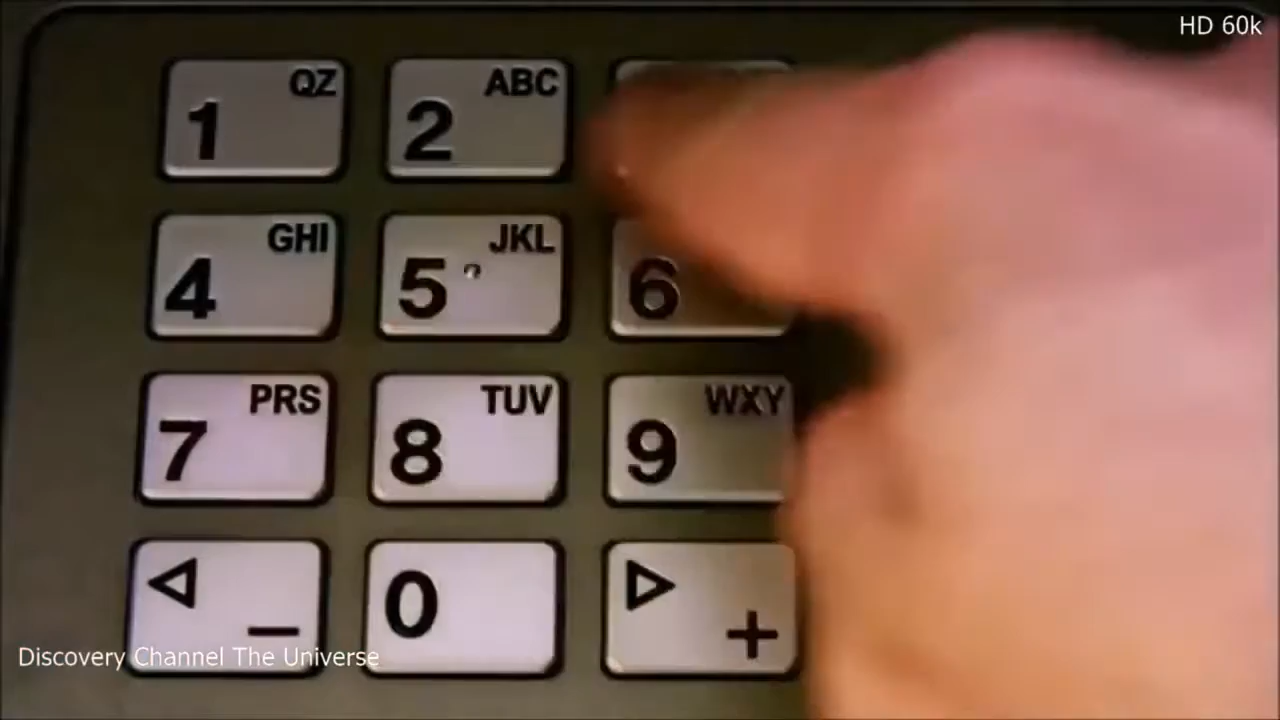 HD 60k
QZ
1
ABC
2
GHI
4
JKL
5
6
PRS
7
TUV
8
WXY
9
−
0
+
Discovery Channel The Universe